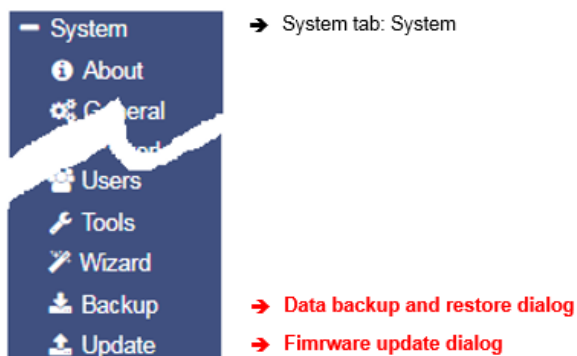 System
System tab: System
About
General
Users
Tools
Wizard
Backup
Data backup and restore dialog
Update
Fimrware update dialog